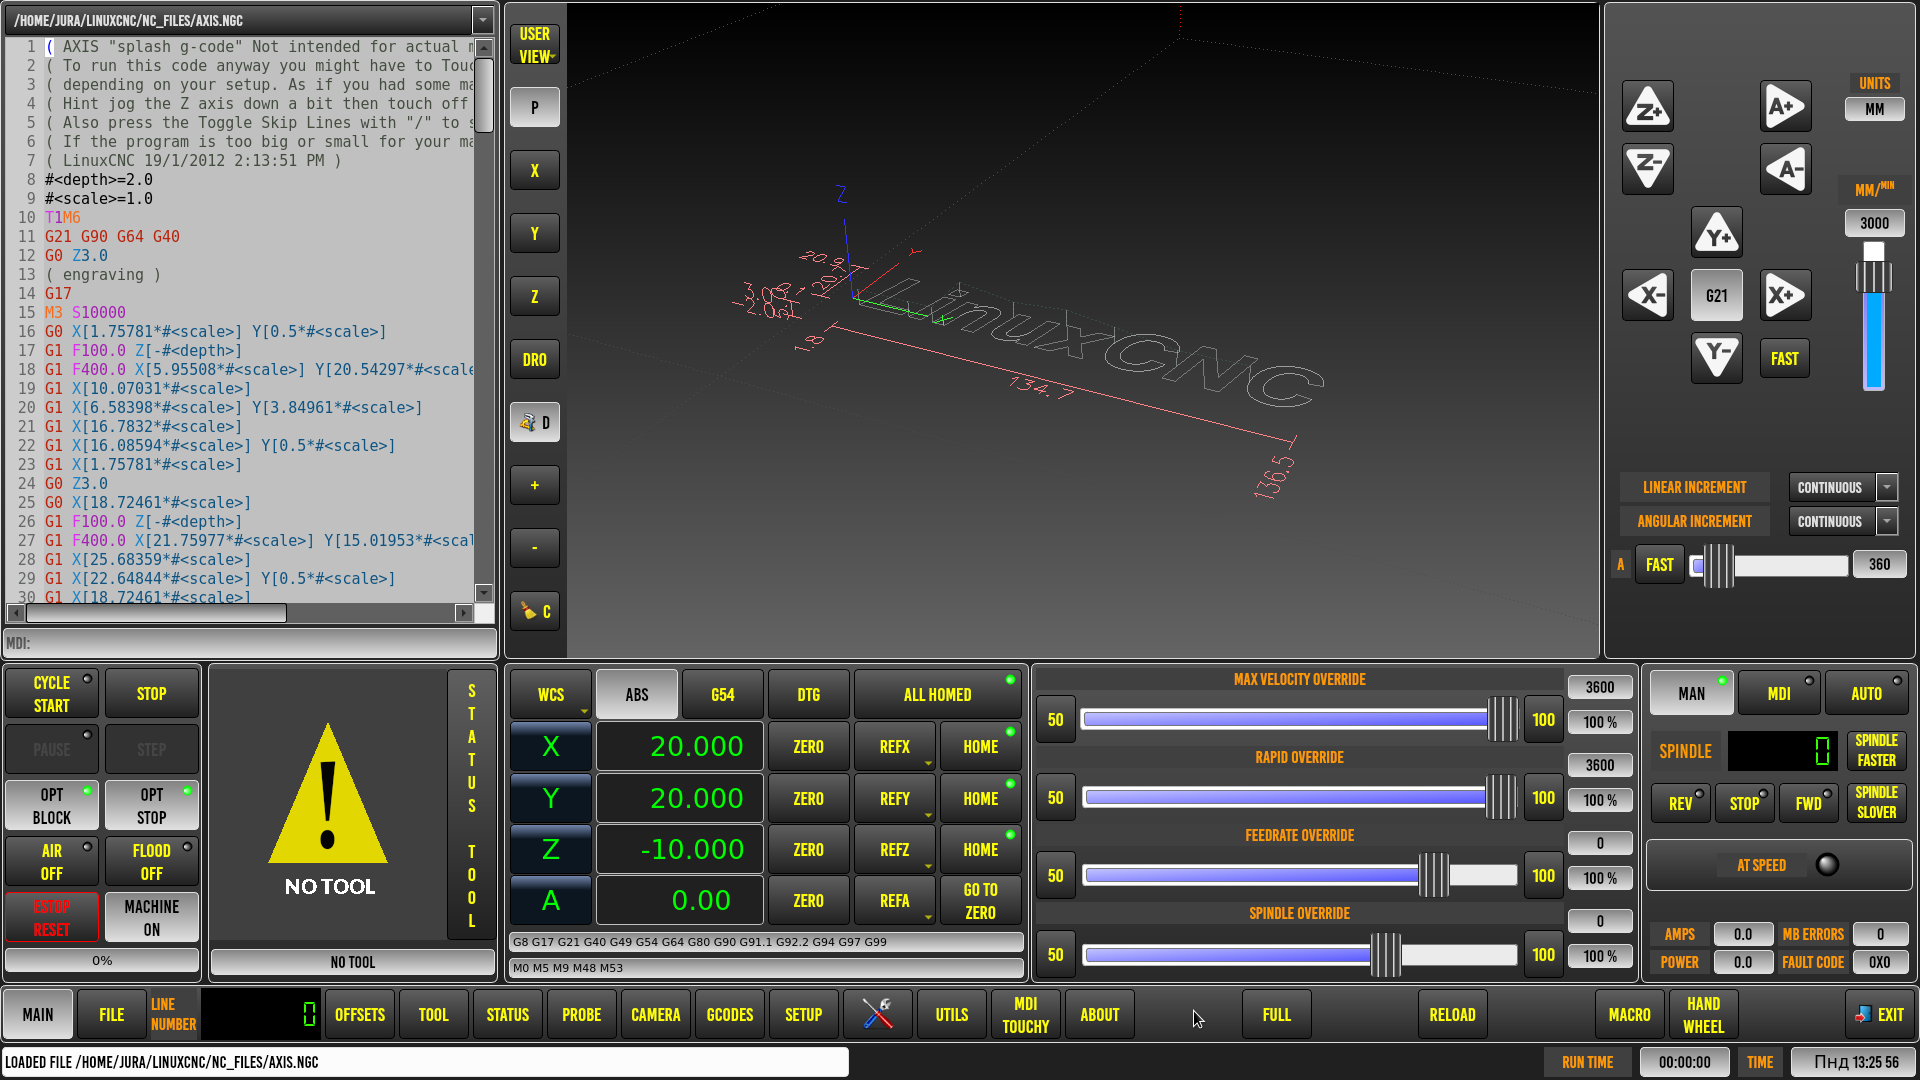 /HOME/JURA/LINUXCNC/NC_FILES/AXIS.NGC
1 ( AXIS "splash g-code" Not intended for actual m
2 ( To run this code anyway you might have to Touc
3 ( depending on your setup. As if you had some ma
4 ( Hint jog the Z axis down a bit then touch off
5 ( Also press the Toggle Skip Lines with "/" to s
6 ( If the program is too big or small for your ma
7 ( LinuxCNC 19/1/2012 2:13:51 PM )
8 #<depth>=2.0
9 #<scale>=1.0
10 T1M6
11 G21 G90 G64 G40
12 G0 Z3.0
13 ( engraving )
14 G17
15 M3 S10000
16 G0 X[1.75781*#<scale>] Y[0.5*#<scale>]
17 G1 F100.0 Z[-#<depth>]
18 G1 F400.0 X[5.95508*#<scale>] Y[20.54297*#<scale
19 G1 X[10.07031*#<scale>]
20 G1 X[6.58398*#<scale>] Y[3.84961*#<scale>]
21 G1 X[16.7832*#<scale>]
22 G1 X[16.08594*#<scale>] Y[0.5*#<scale>]
23 G1 X[1.75781*#<scale>]
24 G0 Z3.0
25 G0 X[18.72461*#<scale>]
26 G1 F100.0 Z[-#<depth>]
27 G1 F400.0 X[21.75977*#<scale>] Y[15.01953*#<scal
28 G1 X[25.68359*#<scale>]
29 G1 X[22.64844*#<scale>] Y[0.5*#<scale>]
30 G1 X[18.72461*#<scale>]
MDI:
USER VIEW
P
X
Y
Z
DRO
D
+
-
C
Z
Y
X
20.9
1.8
LinuxCNC
134.7
136.5
Z+
A+
Z-
A-
Y+
X-
G21
X+
Y-
FAST
UNITS
MM
MM/MIN
3000
LINEAR INCREMENT CONTINUOUS
ANGULAR INCREMENT CONTINUOUS
A FAST 360
CYCLE START
STOP
PAUSE
STEP
OPT BLOCK
OPT STOP
AIR OFF
FLOOD OFF
ESTOP RESET
MACHINE ON
0%
NO TOOL
STATUS TOOL
NO TOOL
WCS ABS G54 DTG ALL HOMED
X 20.000 ZERO REFX HOME
Y 20.000 ZERO REFY HOME
Z -10.000 ZERO REFZ HOME
A 0.00 ZERO REFA GO TO ZERO
G8 G17 G21 G40 G49 G54 G64 G80 G90 G91.1 G92.2 G94 G97 G99
M0 M5 M9 M48 M53
MAX VELOCITY OVERRIDE
50 100 3600 100 %
RAPID OVERRIDE
50 100 3600 100 %
FEEDRATE OVERRIDE
50 100 0 100 %
SPINDLE OVERRIDE
50 100 0 100 %
MAN MDI AUTO
SPINDLE 0 SPINDLE FASTER
REV STOP FWD SPINDLE SLOVER
AT SPEED
AMPS 0.0 MB ERRORS 0
POWER 0.0 FAULT CODE 0X0
MAIN FILE LINE NUMBER 0 OFFSETS TOOL STATUS PROBE CAMERA GCODES SETUP UTILS MDI TOUCHY ABOUT FULL RELOAD MACRO HAND WHEEL EXIT
LOADED FILE /HOME/JURA/LINUXCNC/NC_FILES/AXIS.NGC
RUN TIME 00:00:00 TIME Пнд 13:25 56